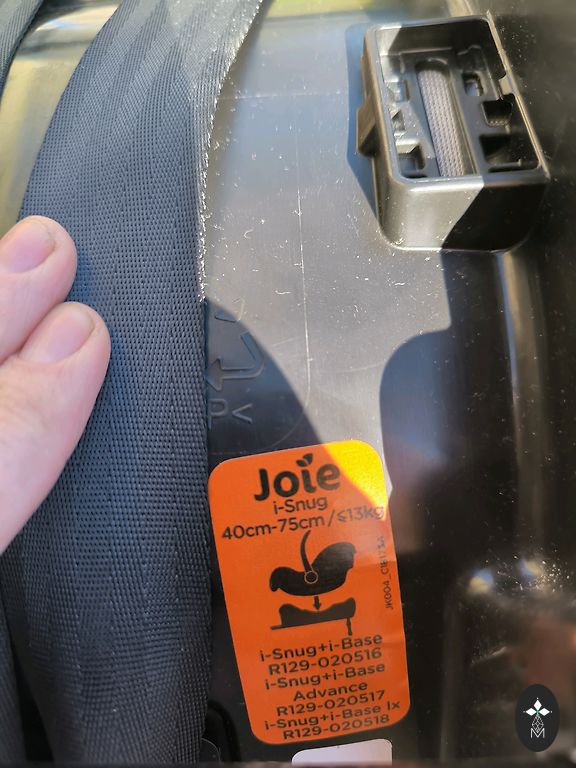 Joie
i-Snug
40cm-75cm/≤13kg
i-Snug+i-Base
R129-020516
i-Snug+i-Base
Advance
R129-020517
i-Snug+i-Base lx
R129-020518
M